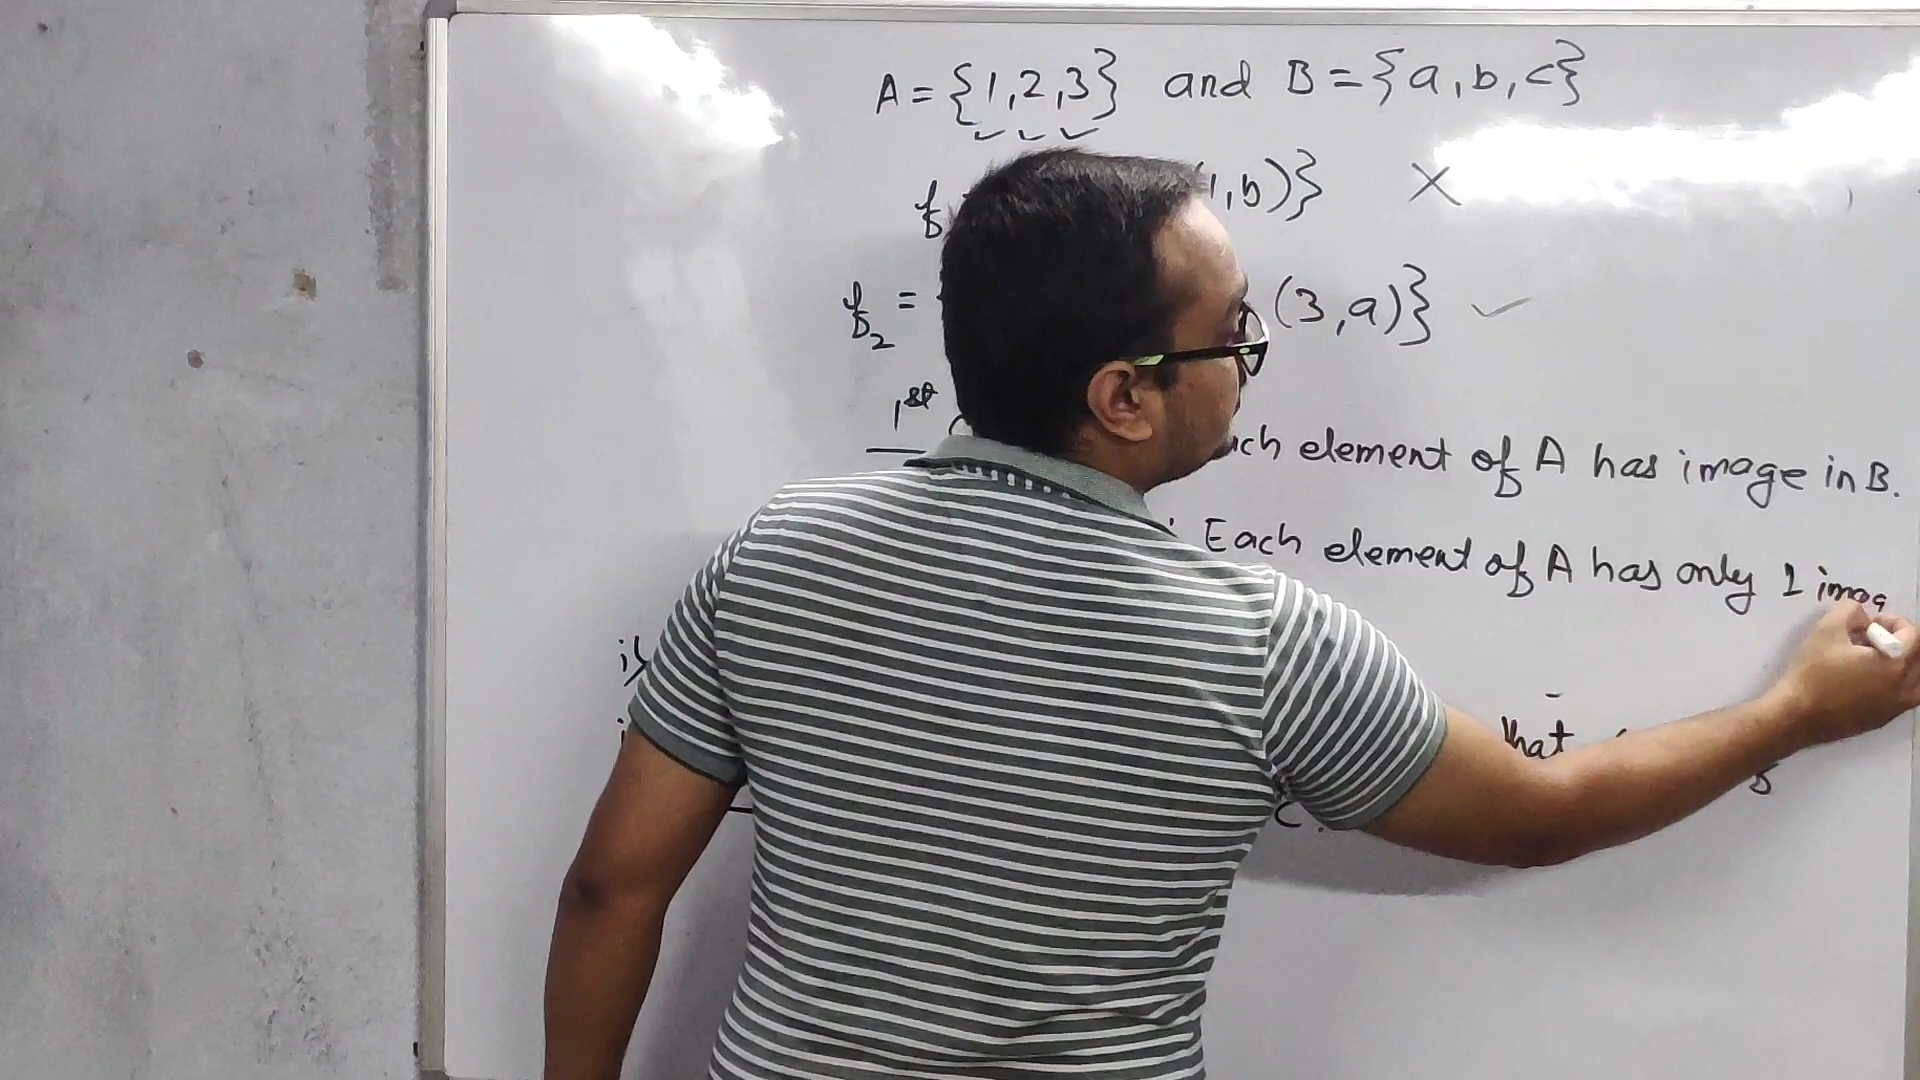 A = {1,2,3} and B = {a,b,c}
f 1,b)} ×
f₂ = (3,a)} ✓
1st ch element of A has image in B.
: Each element of A has only 1 imag
that